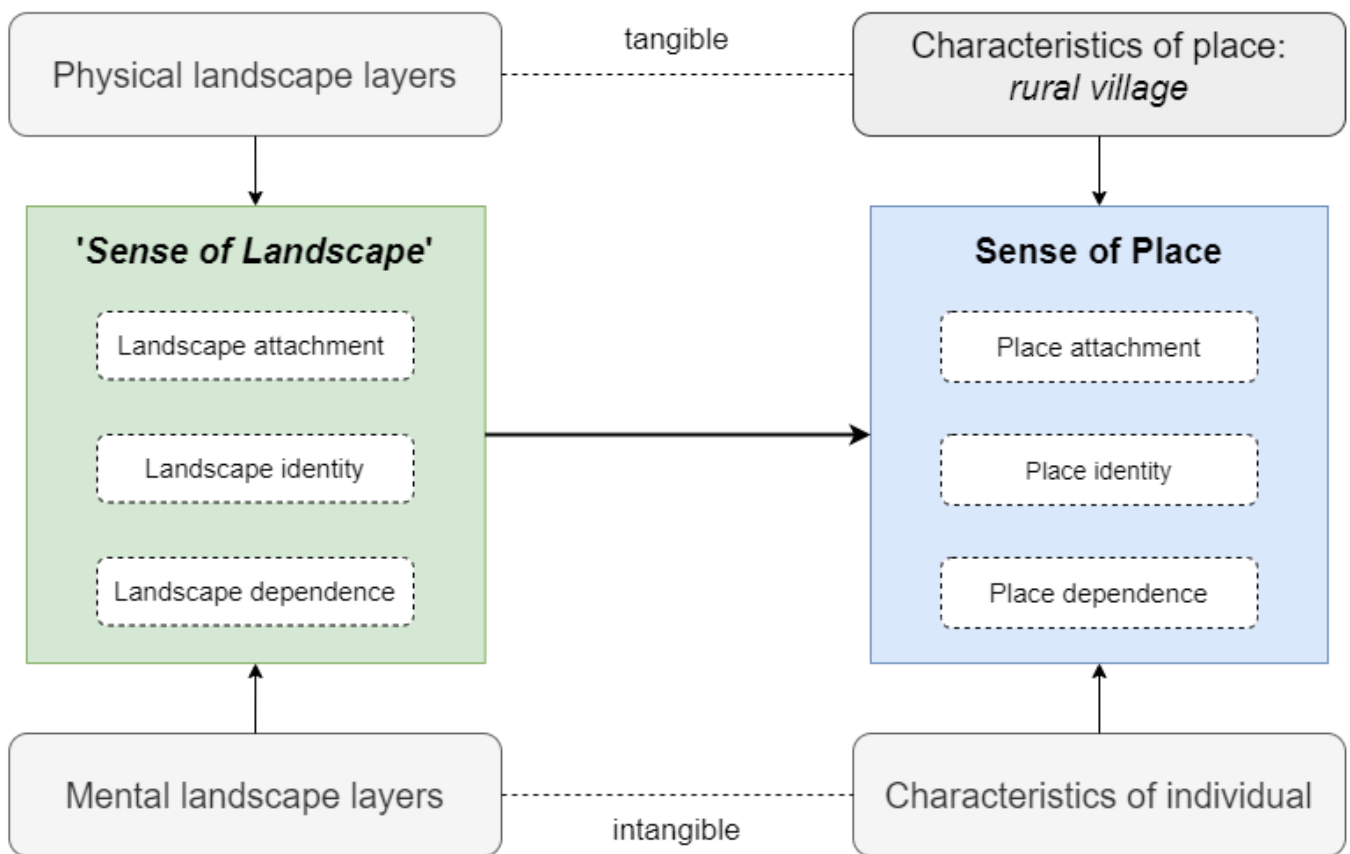 Physical landscape layers
tangible
Characteristics of place:
rural village
'Sense of Landscape'
Landscape attachment
Landscape identity
Landscape dependence
Sense of Place
Place attachment
Place identity
Place dependence
Mental landscape layers
intangible
Characteristics of individual